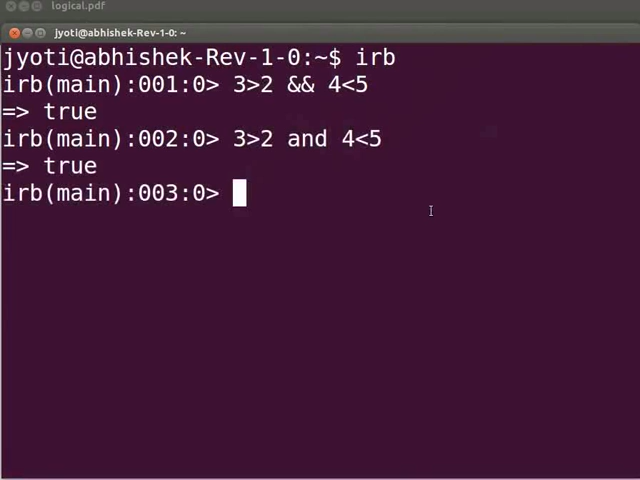 logical.pdf
jyoti@abhishek-Rev-1-0: ~
jyoti@abhishek-Rev-1-0:~$ irb
irb(main):001:0> 3>2 && 4<5
=> true
irb(main):002:0> 3>2 and 4<5
=> true
irb(main):003:0>